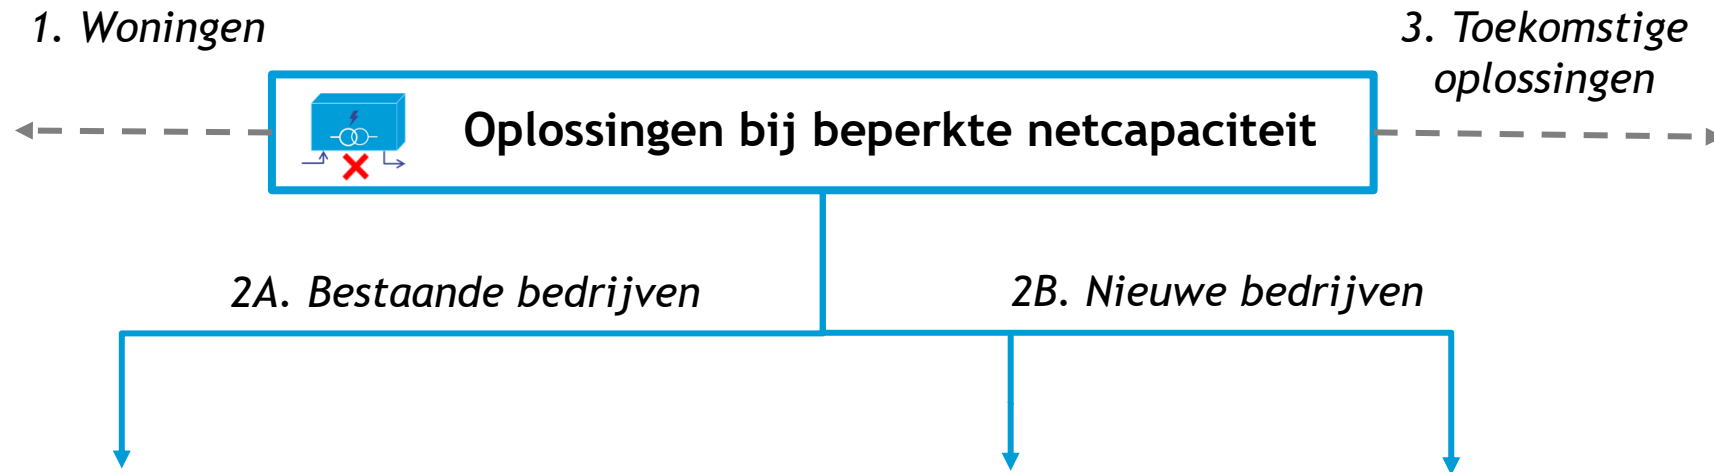 1. Woningen
3. Toekomstige
oplossingen
Oplossingen bij beperkte netcapaciteit
2A. Bestaande bedrijven
2B. Nieuwe bedrijven